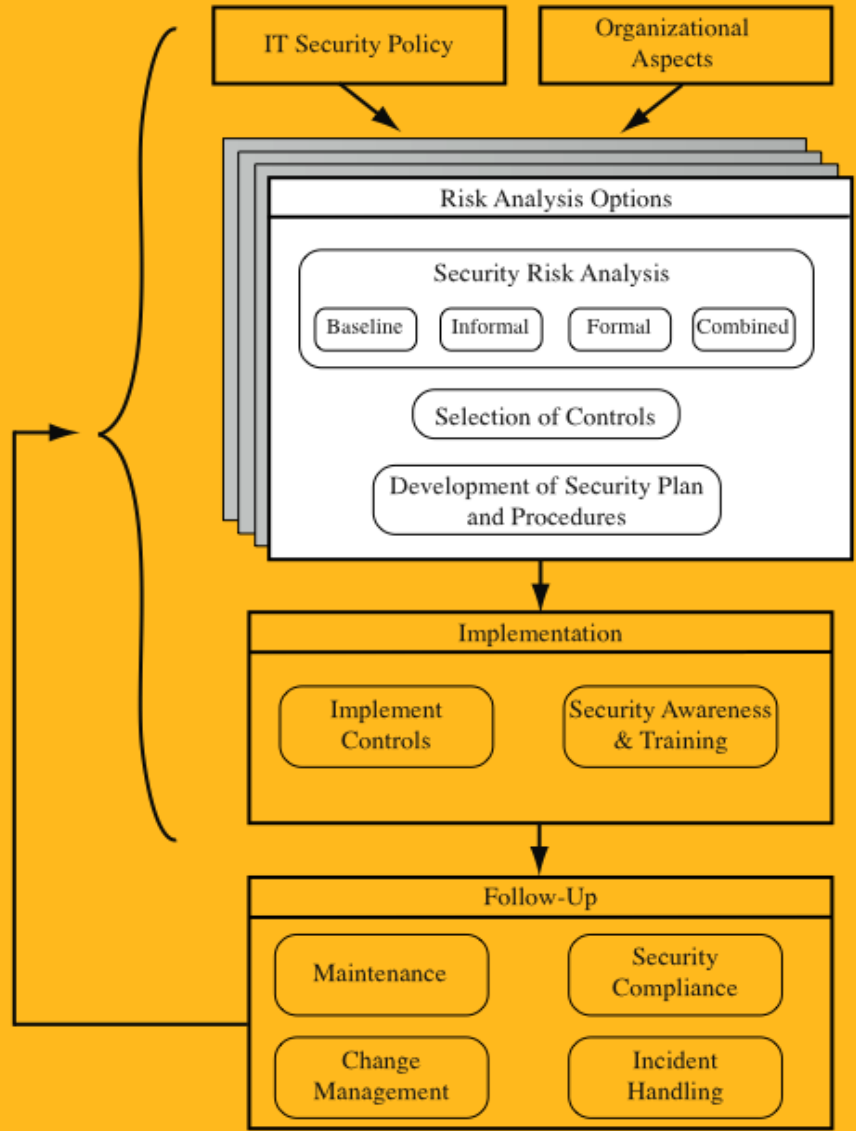 IT Security Policy
Organizational
Aspects
Risk Analysis Options
Security Risk Analysis
Baseline
Informal
Formal
Combined
Selection of Controls
Development of Security Plan
and Procedures
Implementation
Implement
Controls
Security Awareness
& Training
Follow-Up
Maintenance
Security
Compliance
Change
Management
Incident
Handling